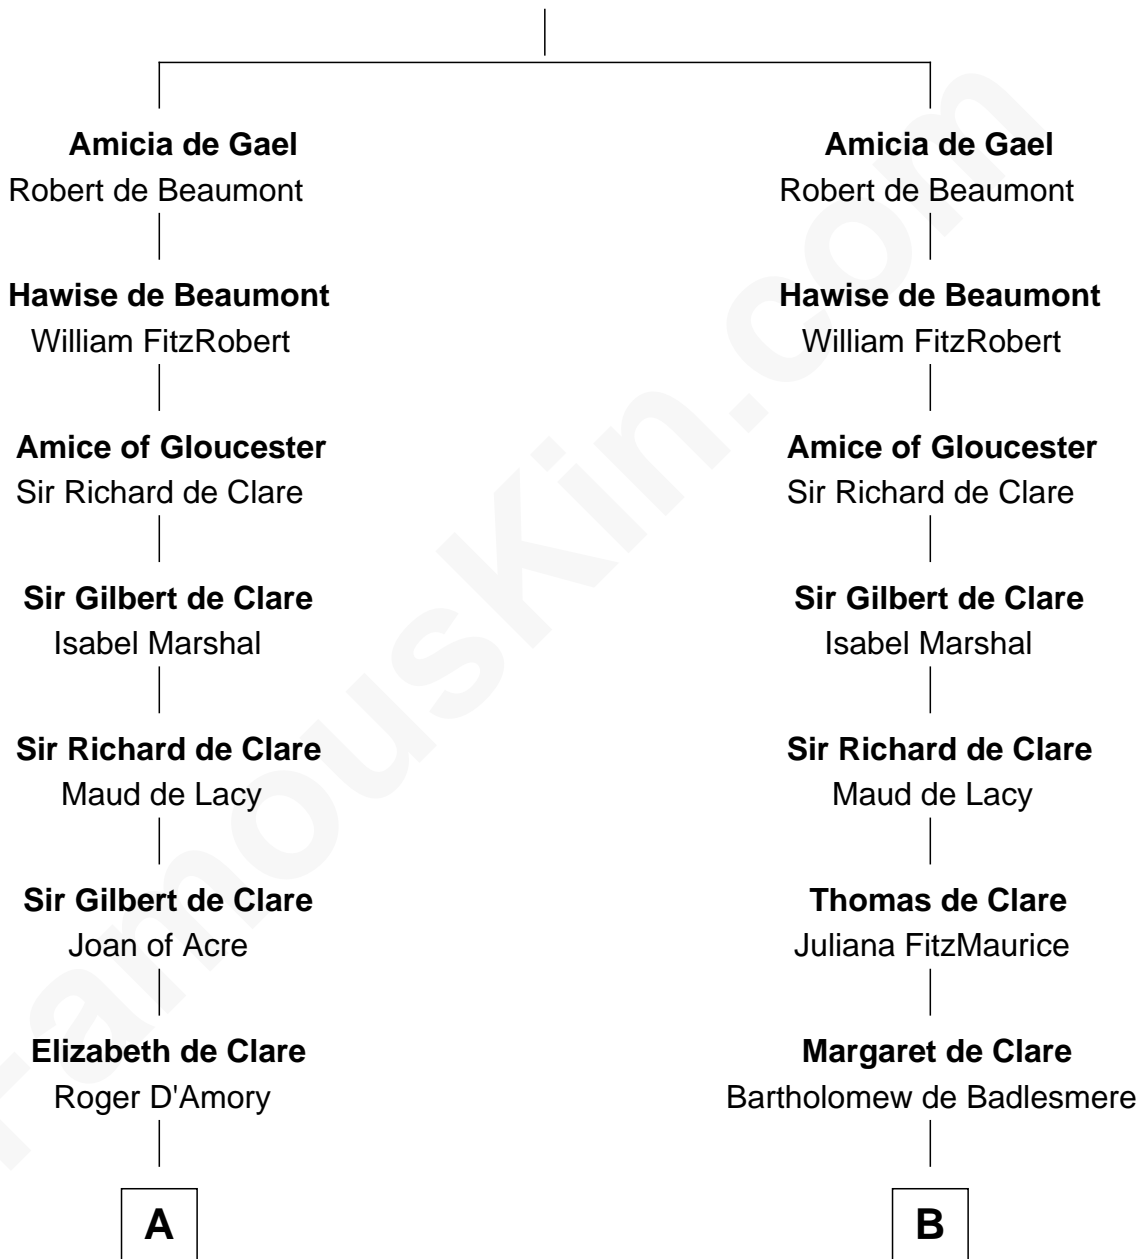 Amicia de Gael
Robert de Beaumont
Hawise de Beaumont
William FitzRobert
Amice of Gloucester
Sir Richard de Clare
Sir Gilbert de Clare
Isabel Marshal
Sir Richard de Clare
Maud de Lacy
Sir Gilbert de Clare
Joan of Acre
Elizabeth de Clare
Roger D'Amory
A
Amicia de Gael
Robert de Beaumont
Hawise de Beaumont
William FitzRobert
Amice of Gloucester
Sir Richard de Clare
Sir Gilbert de Clare
Isabel Marshal
Sir Richard de Clare
Maud de Lacy
Thomas de Clare
Juliana FitzMaurice
Margaret de Clare
Bartholomew de Badlesmere
B
FamousKin.com